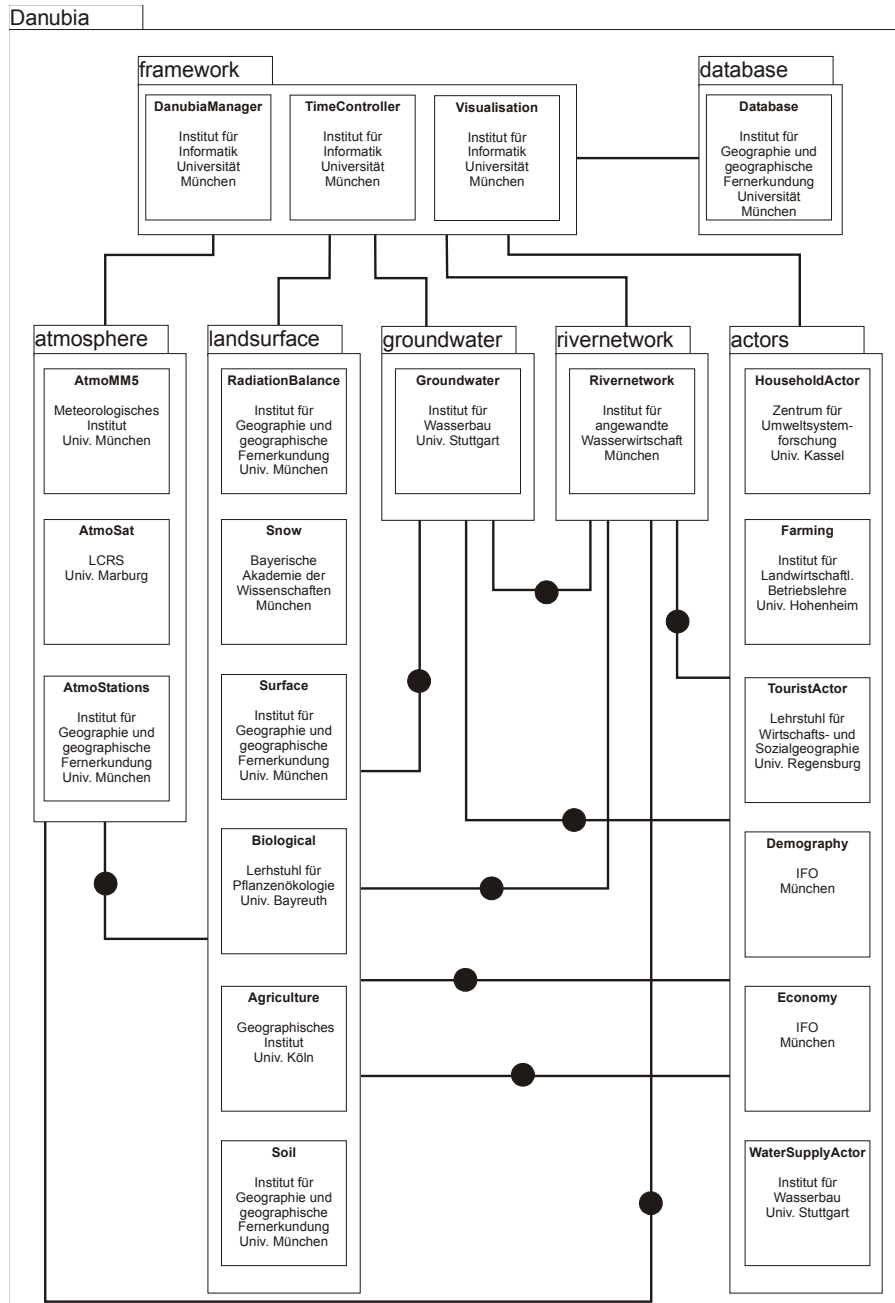 Danubia
framework
DanubiaManager
Institut für
Informatik
Universität
München
TimeController
Institut für
Informatik
Universität
München
Visualisation
Institut für
Informatik
Universität
München
database
Database
Institut für
Geographie und
geographische
Fernerkundung
Universität
München
atmosphere
AtmoMM5
Meteorologisches
Institut
Univ. München
AtmoSat
LCRS
Univ. Marburg
AtmoStations
Institut für
Geographie und
geographische
Fernerkundung
Univ. München
landsurface
RadiationBalance
Institut für
Geographie und
geographische
Fernerkundung
Univ. München
Snow
Bayerische
Akademie der
Wissenschaften
München
Surface
Institut für
Geographie und
geographische
Fernerkundung
Univ. München
Biological
Lerhstuhl für
Pflanzenökologie
Univ. Bayreuth
Agriculture
Geographisches
Institut
Univ. Köln
Soil
Institut für
Geographie und
geographische
Fernerkundung
Univ. München
groundwater
Groundwater
Institut für
Wasserbau
Univ. Stuttgart
rivernetwork
Rivernetwork
Institut für
angewandte
Wasserwirtschaft
München
actors
HouseholdActor
Zentrum für
Umweltsystem-
forschung
Univ. Kassel
Farming
Institut für
Landwirtschaftl.
Betriebslehre
Univ. Hohenheim
TouristActor
Lehrstuhl für
Wirtschafts- und
Sozialgeographie
Univ. Regensburg
Demography
IFO
München
Economy
IFO
München
WaterSupplyActor
Institut für
Wasserbau
Univ. Stuttgart